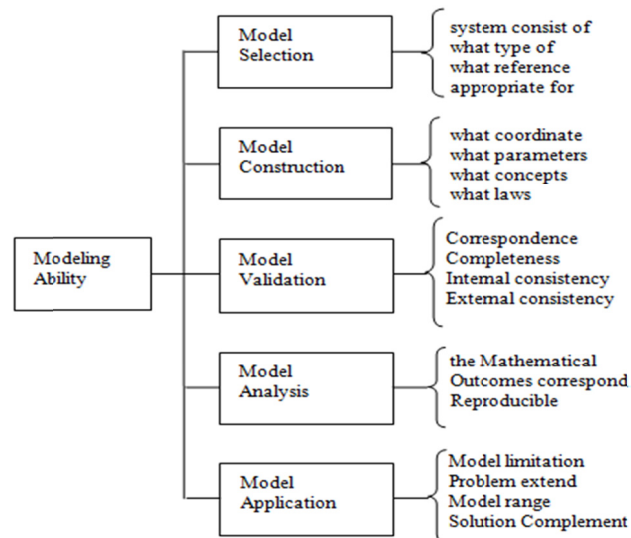 Modeling
Ability
Model
Selection
system consist of
what type of
what reference
appropriate for
Model
Construction
what coordinate
what parameters
what concepts
what laws
Model
Validation
Correspondence
Completeness
Internal consistency
External consistency
Model
Analysis
the Mathematical
Outcomes correspond
Reproducible
Model
Application
Model limitation
Problem extend
Model range
Solution Complement